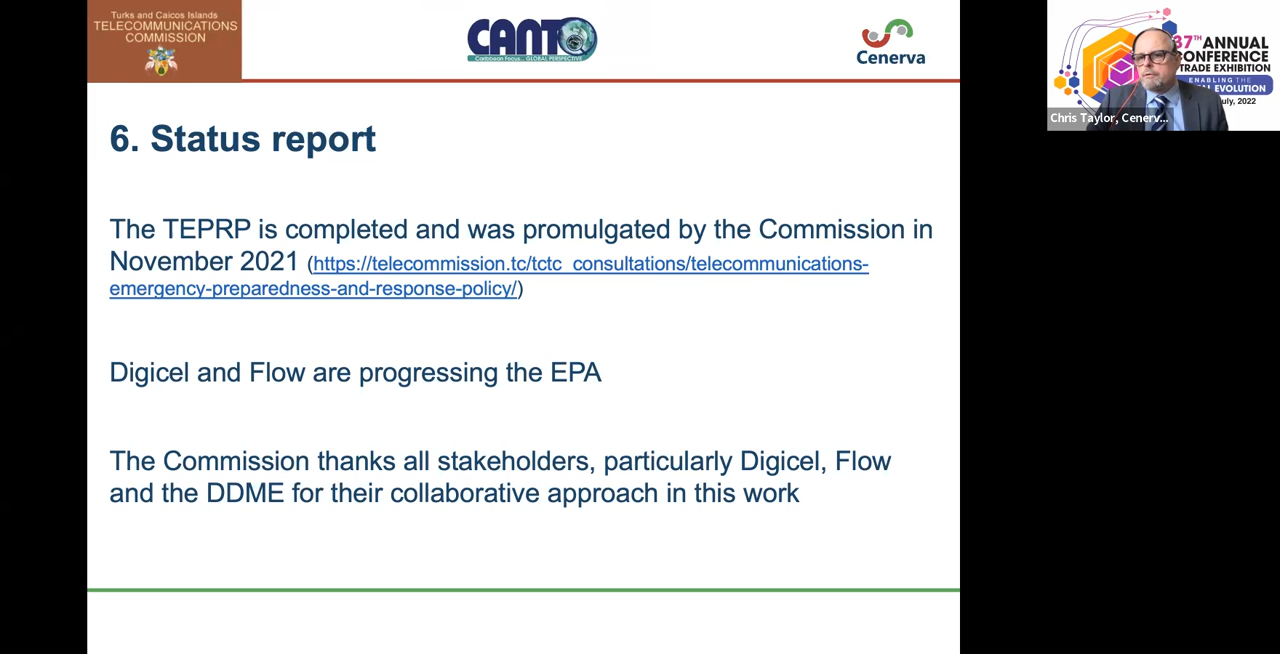 Turks and Caicos Islands
TELECOMMUNICATIONS
COMMISSION
CANTO
Caribbean Focus... GLOBAL PERSPECTIVE
Cenerva
37TH ANNUAL
CONFERENCE
TRADE EXHIBITION
ENABLING THE
EVOLUTION
2022
Chris Taylor, Cenerv...
6. Status report
The TEPRP is completed and was promulgated by the Commission in
November 2021 (https://telecommission.tc/tctc_consultations/telecommunications-
emergency-preparedness-and-response-policy/)
Digicel and Flow are progressing the EPA
The Commission thanks all stakeholders, particularly Digicel, Flow
and the DDME for their collaborative approach in this work